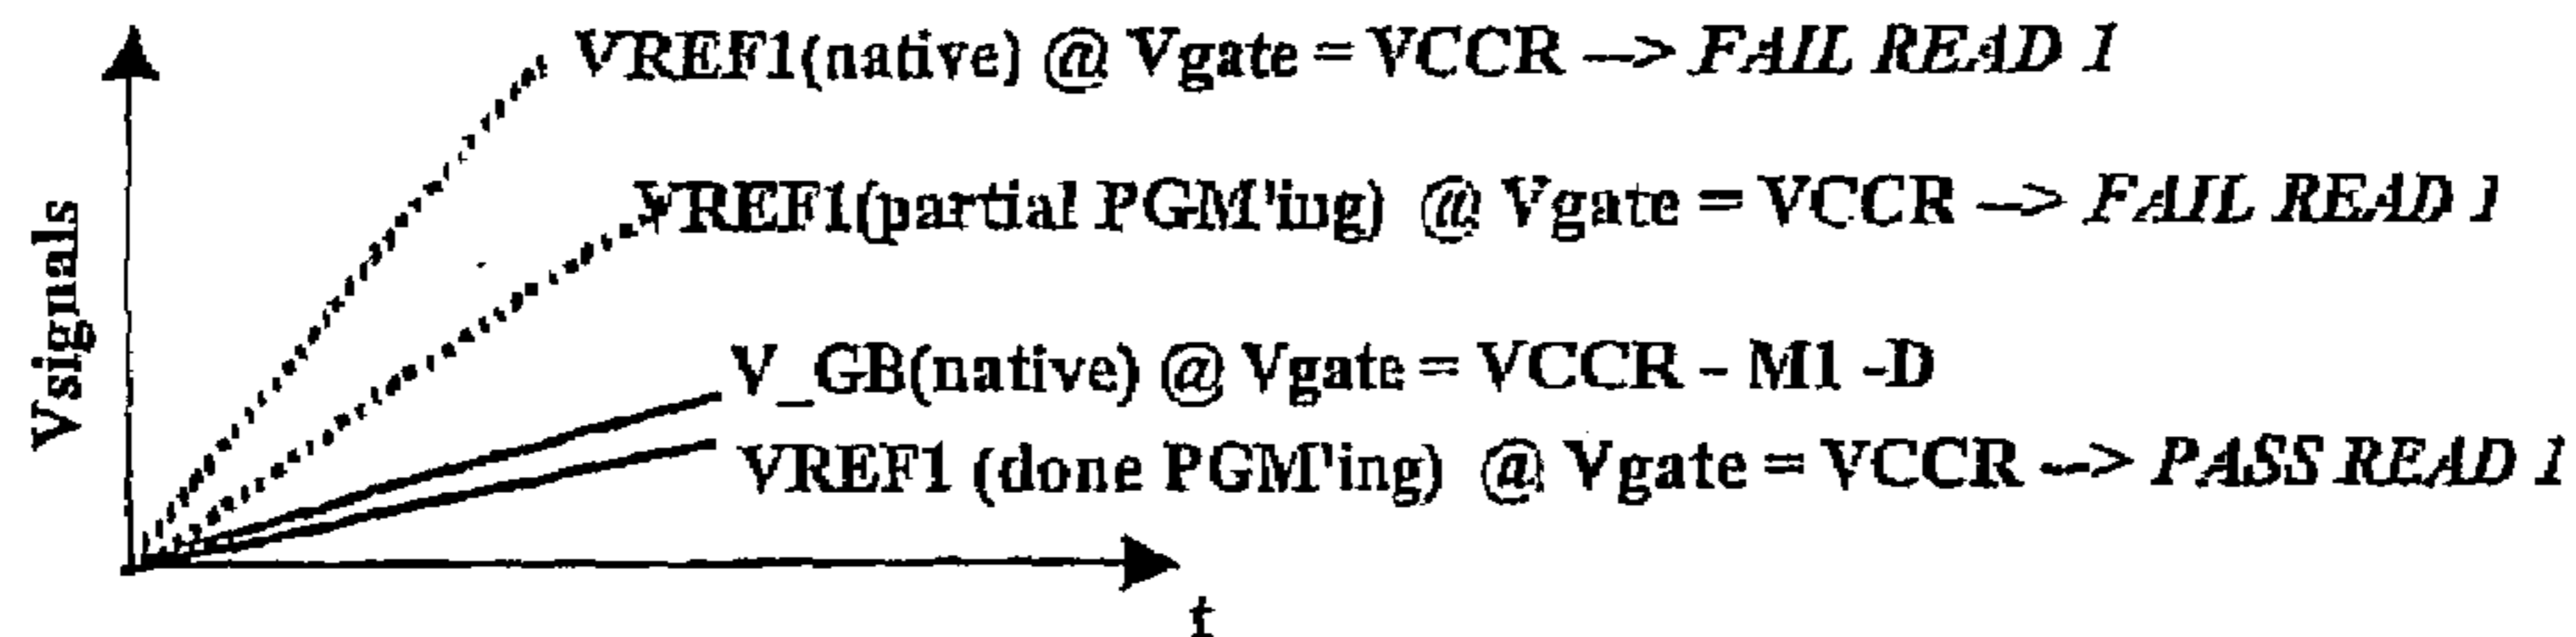 VREF1(native) @ Vgate = VCCR --> FAIL READ 1
VREF1(partial PGM'ing) @ Vgate = VCCR --> FAIL READ 1
V_GB(native) @ Vgate = VCCR - M1 -D
VREF1 (done PGM'ing) @ Vgate = VCCR --> PASS READ 1
Vsignals
t